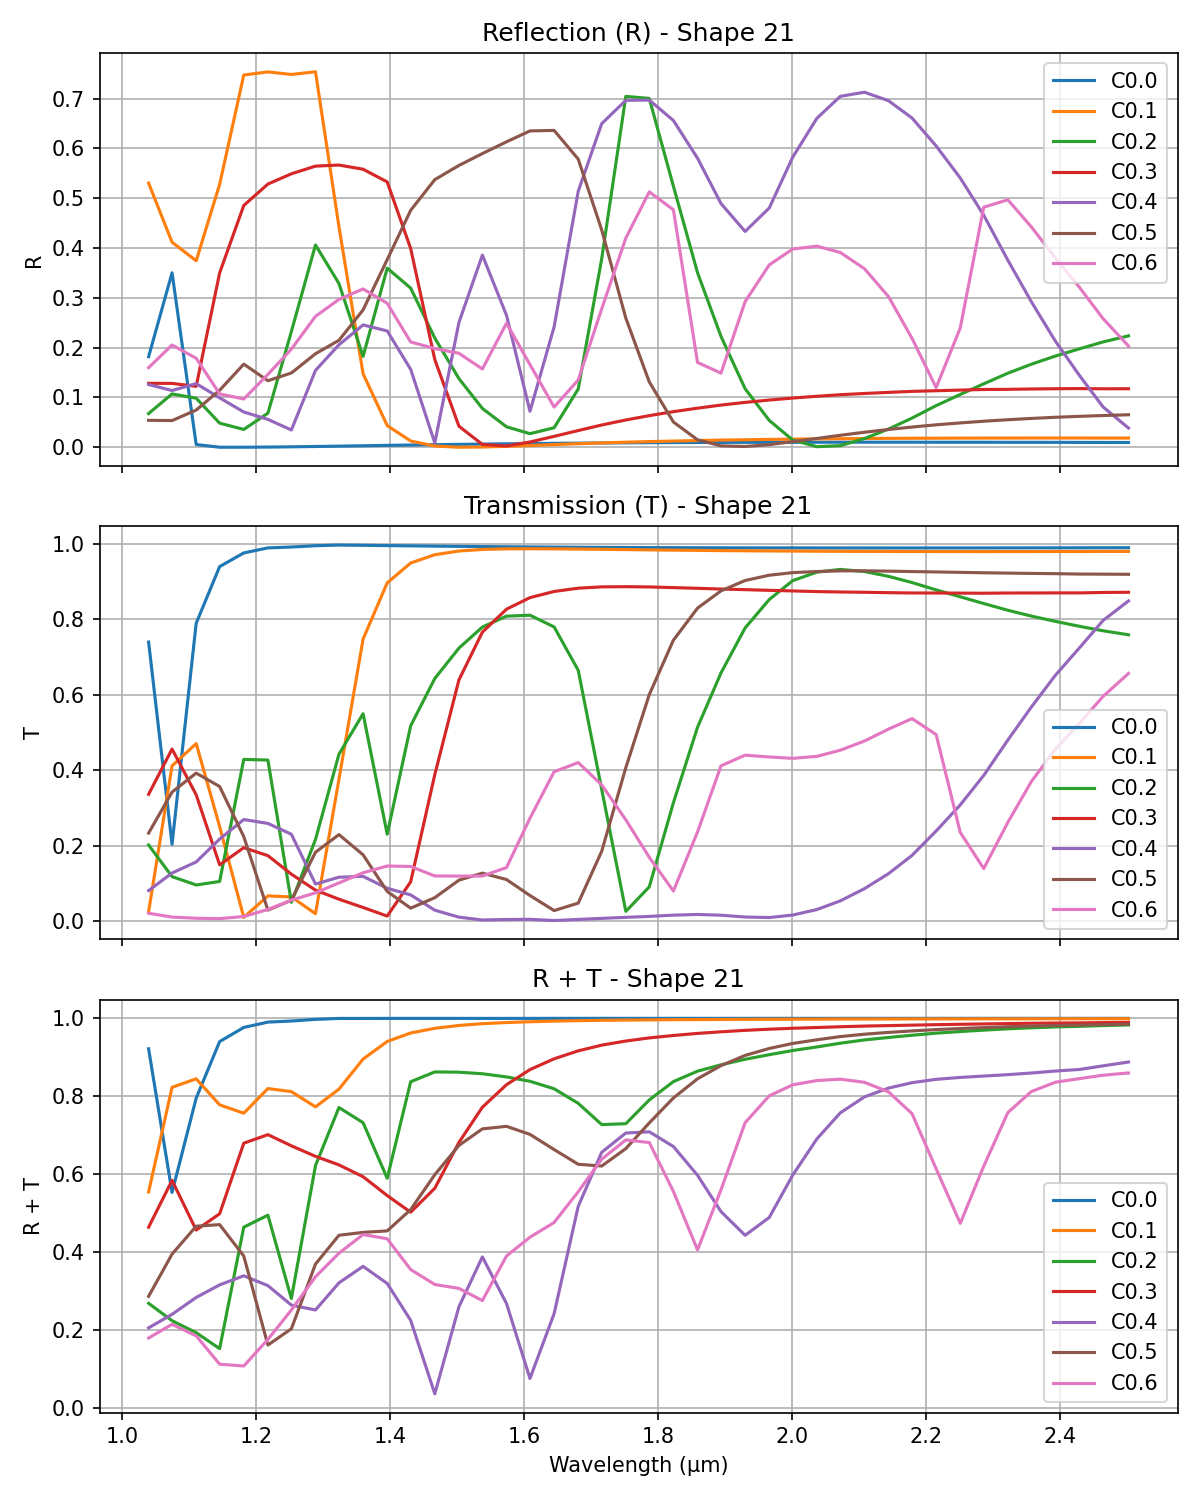 Reflection (R) - Shape 21
R
0.7
0.6
0.5
0.4
0.3
0.2
0.1
0.0
C0.0
C0.1
C0.2
C0.3
C0.4
C0.5
C0.6
Transmission (T) - Shape 21
T
1.0
0.8
0.6
0.4
0.2
0.0
C0.0
C0.1
C0.2
C0.3
C0.4
C0.5
C0.6
R + T - Shape 21
R + T
1.0
0.8
0.6
0.4
0.2
0.0
C0.0
C0.1
C0.2
C0.3
C0.4
C0.5
C0.6
1.0 1.2 1.4 1.6 1.8 2.0 2.2 2.4
Wavelength (μm)